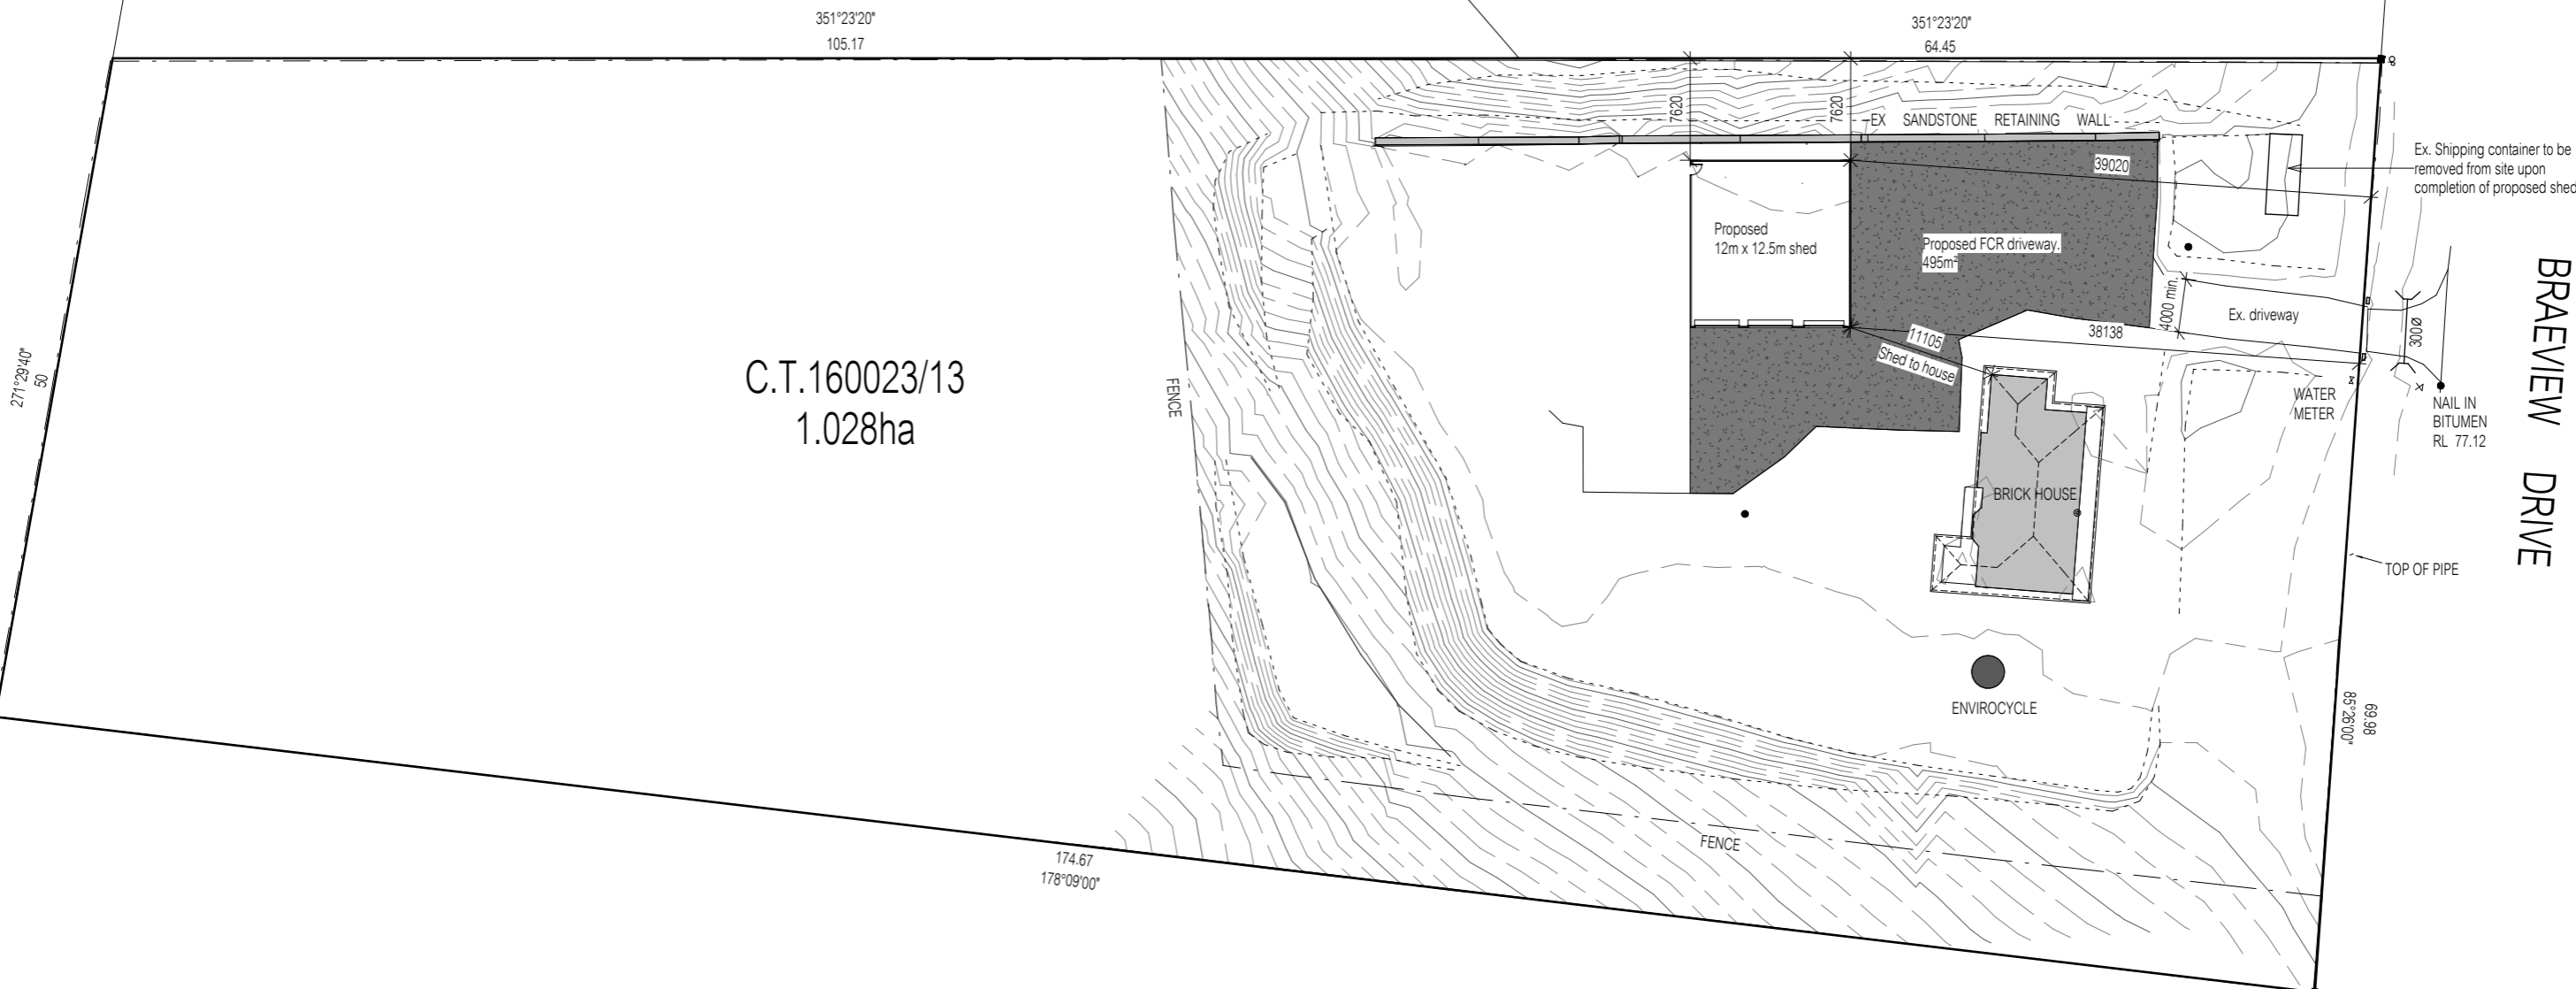 351°23'20"
105.17
351°23'20"
64.45
7620
7620
EX SANDSTONE RETAINING WALL
39020
Ex. Shipping container to be
removed from site upon
completion of proposed shed
Proposed
12m x 12.5m shed
Proposed FCR driveway.
495m²
4000 min.
Ex. driveway
300Ø
BRAEVIEW DRIVE
11105
Shed to house
38138
271°29'40"
50
C.T.160023/13
1.028ha
FENCE
WATER
METER
NAIL IN
BITUMEN
RL 77.12
BRICK HOUSE
TOP OF PIPE
ENVIROCYCLE
69.98
85°26'00"
FENCE
174.67
178°09'00"